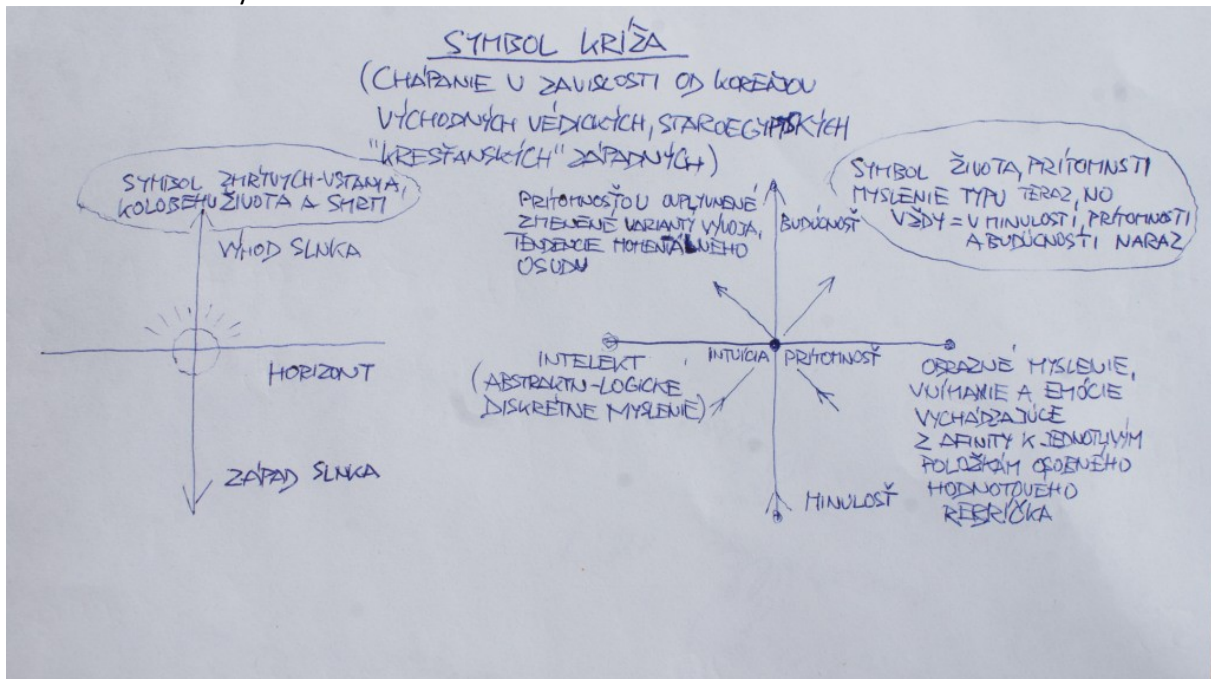 SYMBOL KRÍŽA
(CHÁPANIE V ZÁVISLOSTI OD KOREŇOV
VÝCHODNÝCH VÉDICKÝCH, STAROEGYPTSKÝCH
"KRESŤANSKÝCH" ZÁPADNÝCH)
SYMBOL ZMŔTVYCH-VSTANIA,
KOLOBEHU ŽIVOTA A SMRTI
VÝHOD SLNKA
HORIZONT
ZÁPAD SLNKA
PRÍTOMNOSŤOU OVPLYVNENÉ
ZMENENÉ VARIANTY VÝVOJA,
TENDENCIE MOMENTÁLNEHO
OSUDU
BUDÚCNOSŤ
SYMBOL ŽIVOTA, PRÍTOMNSTI
MYSLENIE TYPU TERAZ, NO
VŽDY = V MINULOSTI, PRÍTOMNOSTI
A BUDÚCNOSTI NARAZ
INTELEKT
(ABSTRAKTN-LOGICKÉ
DISKRÉTNE MYSLENIE)
INTUÍCIA
PRÍTOMNOSŤ
OBRAZNÉ MYSLENIE,
VNÍMANIE A EMÓCIE
VYCHÁDZAJÚCE
Z AFINITY K JEDNOTLIVÝM
POLOŽKÁM OSOBNÉHO
HODNOTOVÉHO
REBRÍČKA
MINULOSŤ